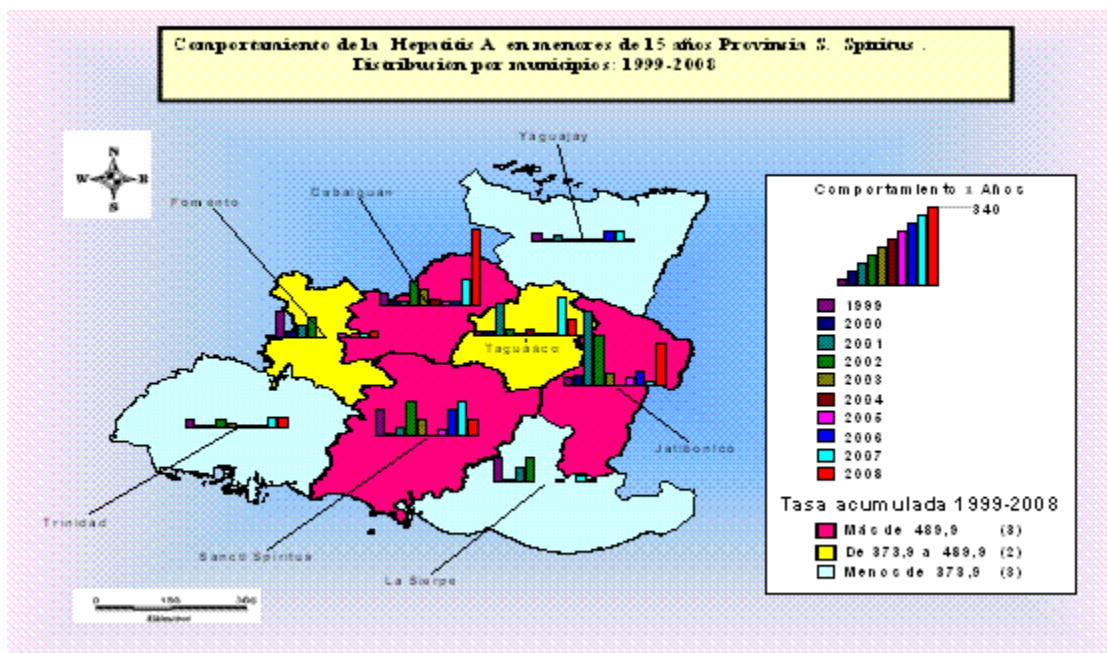 Comportamiento de la Hepatitis A en menores de 15 años Provincia S. Spiritus .
Distribucion por municipios: 1999-2008
N
W E
S
Yaguajay
Cabaiguán
Fomento
Taguasco
Jatibonico
Trinidad
Sancti Spiritus
La Sierpe
Comportamiento x Años
340
1999
2000
2001
2002
2003
2004
2005
2006
2007
2008
Tasa acumulada 1999-2008
Más de 489,9 (3)
De 373,9 a 489,9 (2)
Menos de 373,9 (3)
0 150 300